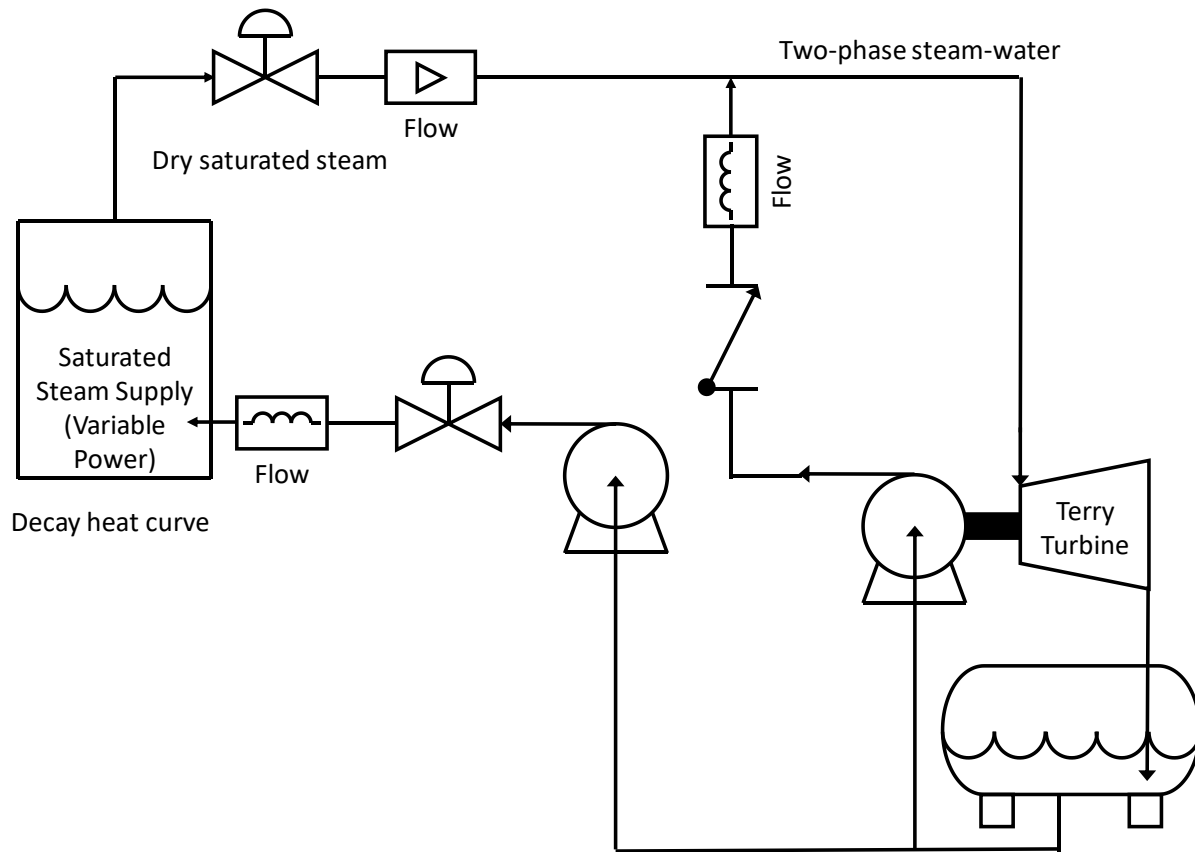 Two-phase steam-water
Flow
Dry saturated steam
Flow
Saturated
Steam Supply
(Variable
Power)
Flow
Decay heat curve
Terry
Turbine